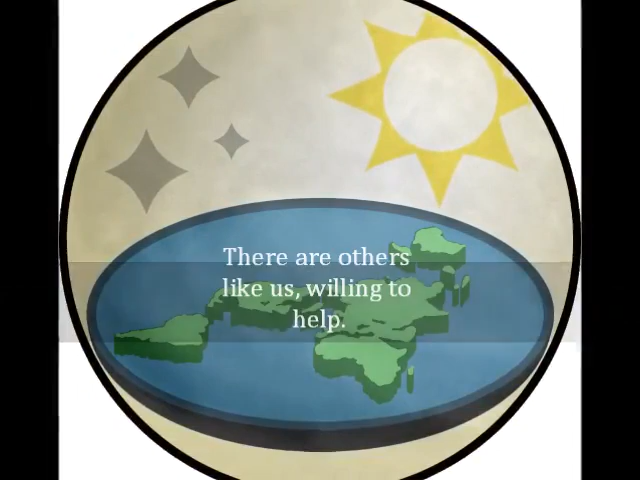 There are others
like us, willing to
help.